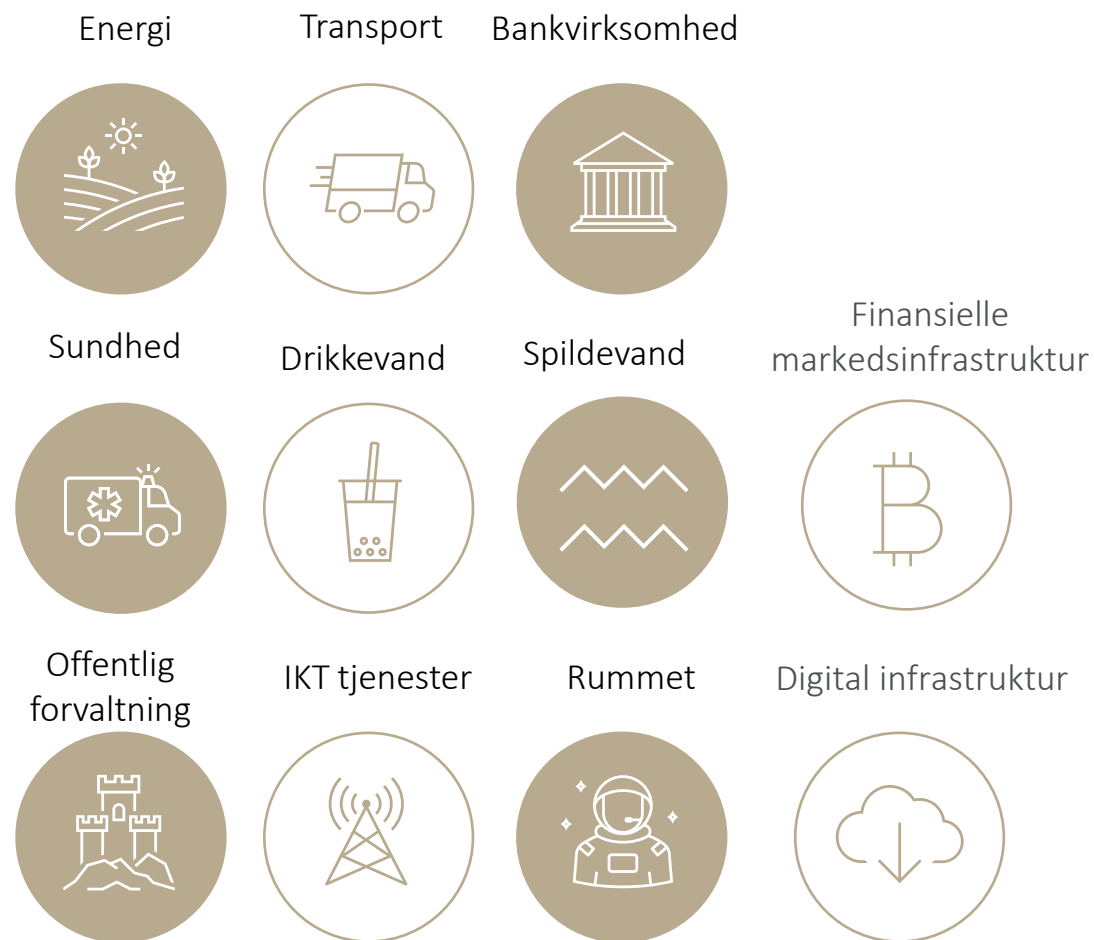 Energi
Transport
Bankvirksomhed
Sundhed
Drikkevand
Spildevand
Finansielle
markedsinfrastruktur
Offentlig
forvaltning
IKT tjenester
Rummet
Digital infrastruktur